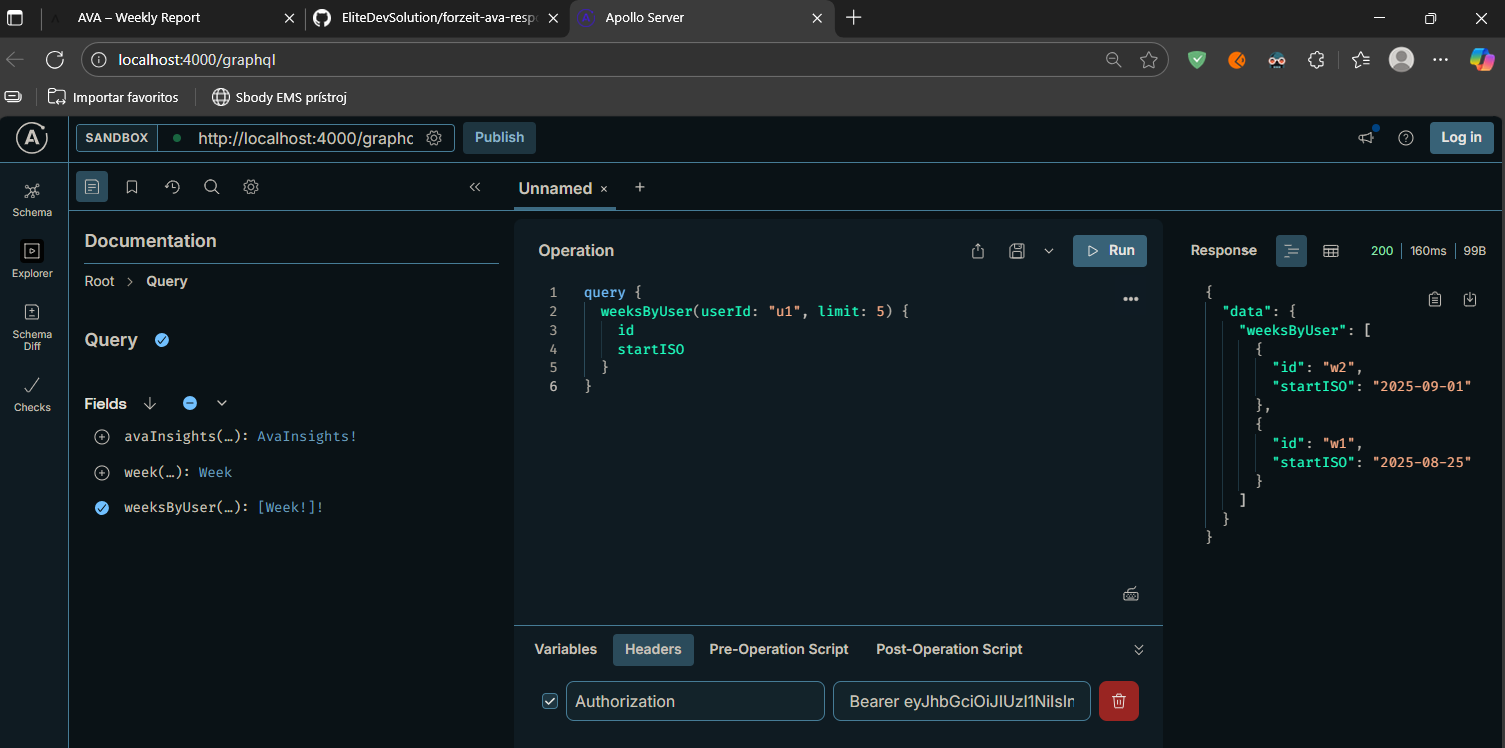 AVA – Weekly Report
EliteDevSolution/forzeit-ava-resp
Apollo Server
localhost:4000/graphql
Importar favoritos
Sbody EMS prístroj
SANDBOX
http://localhost:4000/graphc
Publish
Log in
Schema
Explorer
Schema
Diff
Checks
Documentation
Root > Query
Query
Fields
avaInsights(…): AvaInsights!
week(…): Week
weeksByUser(…): [Week!]!
Unnamed
Operation
Run
1 query {
2 weeksByUser(userId: "u1", limit: 5) {
3 id
4 startISO
5 }
6 }
Variables
Headers
Pre-Operation Script
Post-Operation Script
Authorization
Bearer eyJhbGciOiJIUzI1NiIsIn
Response
200
160ms
99B
{
"data": {
"weeksByUser": [
{
"id": "w2",
"startISO": "2025-09-01"
},
{
"id": "w1",
"startISO": "2025-08-25"
}
]
}
}